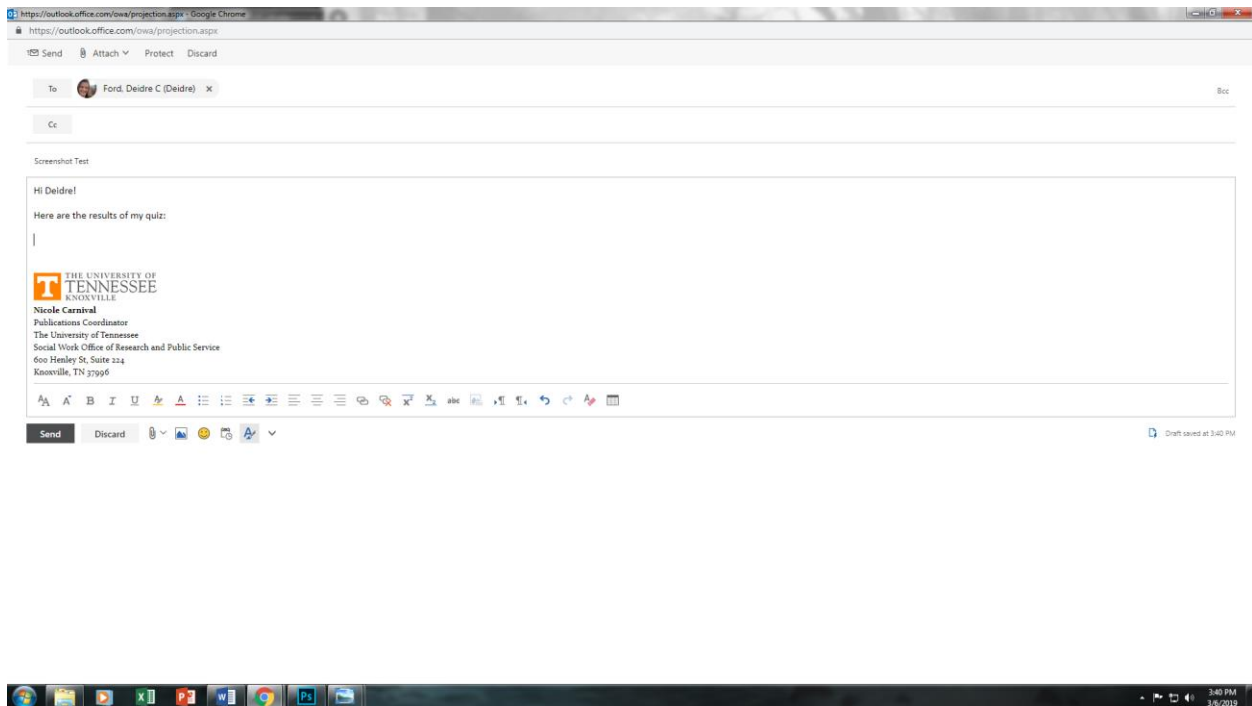 https://outlook.office.com/owa/projection.aspx - Google Chrome
https://outlook.office.com/owa/projection.aspx
Send Attach Protect Discard
To Ford, Deidre C (Deidre) x Bcc
Cc
Screenshot Test
Hi Deidre!
Here are the results of my quiz:
T THE UNIVERSITY OF
TENNESSEE
KNOXVILLE
Nicole Carnival
Publications Coordinator
The University of Tennessee
Social Work Office of Research and Public Service
600 Henley St, Suite 224
Knoxville, TN 37996
B I U A abc
Send Discard Draft saved at 3:40 PM
3:40 PM
3/6/2019